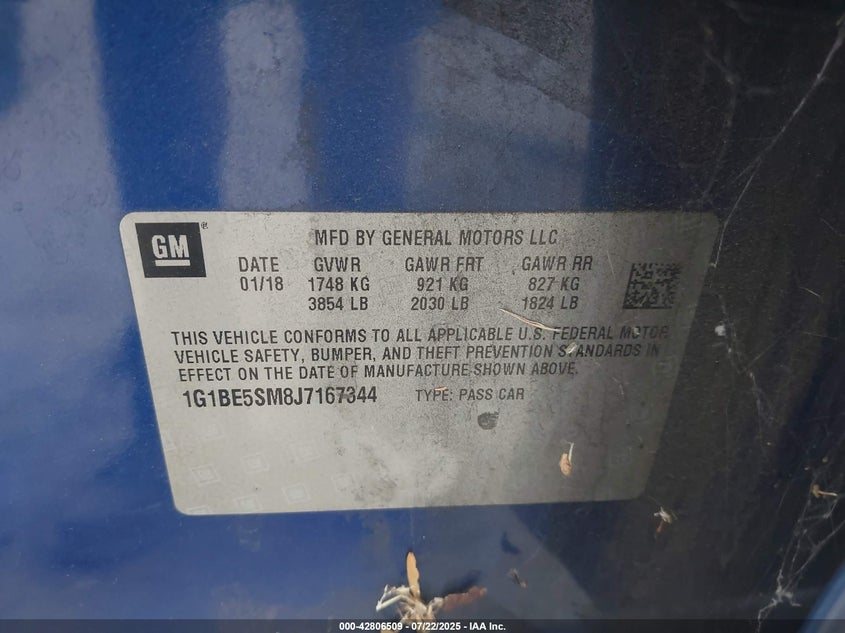 GM ®
MFD BY GENERAL MOTORS LLC
DATE GVWR GAWR FRT GAWR RR
01/18 1748 KG 921 KG 827 KG
3854 LB 2030 LB 1824 LB
THIS VEHICLE CONFORMS TO ALL APPLICABLE U.S. FEDERAL MOTOR
VEHICLE SAFETY, BUMPER, AND THEFT PREVENTION STANDARDS IN
EFFECT ON THE DATE OF MANUFACTURE SHOWN ABOVE.
1G1BE5SM8J7167344 TYPE: PASS CAR
000-42806509 - 07/22/2025 - IAA Inc.